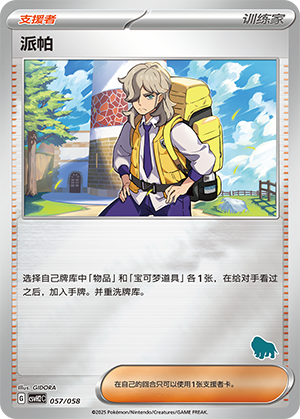 支援者
训练家
派帕
选择自己牌库中「物品」和「宝可梦道具」各1张，在给对手看过
之后，加入手牌。并重洗牌库。
Illus. GIDORA
G 057/058
在自己的回合只可以使用1张支援者卡。
©2025 Pokémon/Nintendo/Creatures/GAME FREAK.